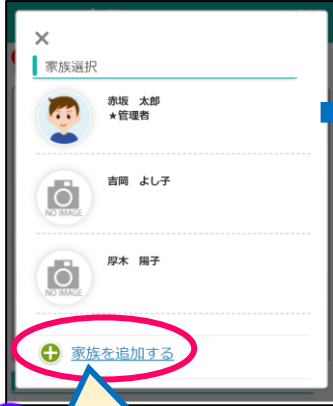 ×
家族選択
赤坂 太郎
★管理者
NO IMAGE
吉岡 よし子
NO IMAGE
厚木 陽子
家族を追加する